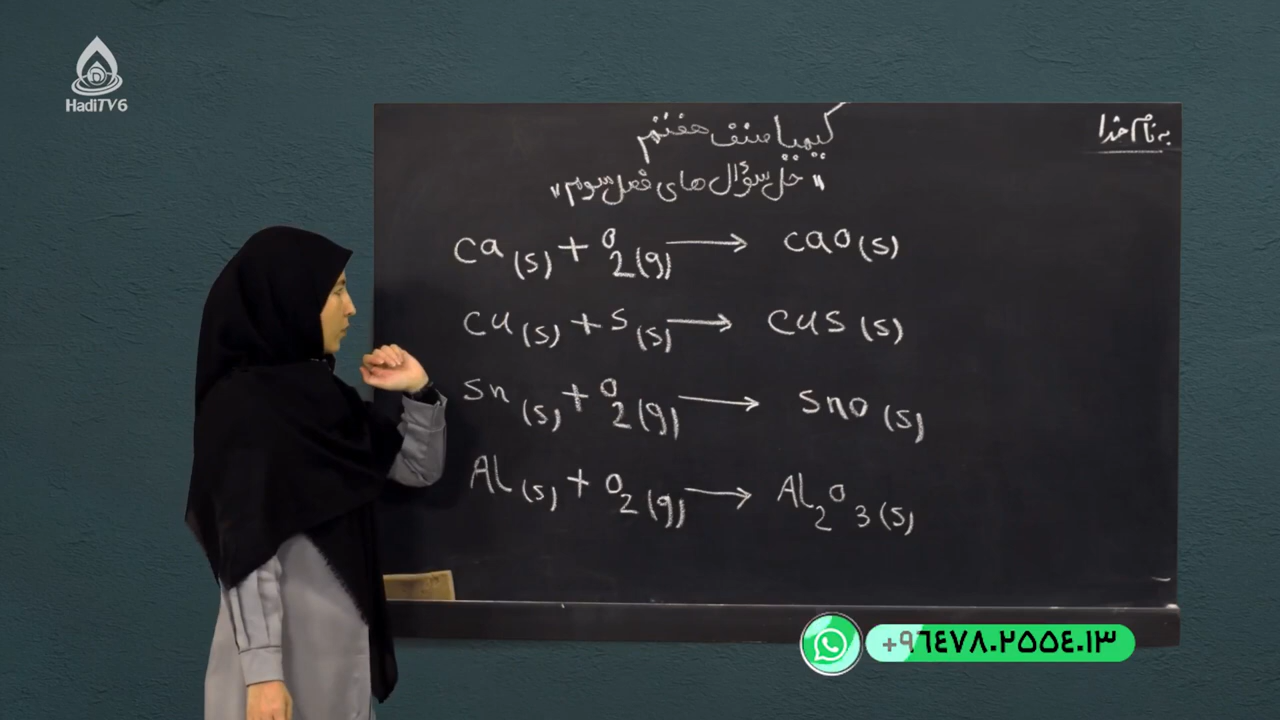 HadiTV6
به نام خدا
کیمیا صنف هفتم
"حل سؤال های فصل سوم"
Ca(s) + O2(g) → CaO(s)
Cu(s) + S(s) → CuS(s)
Sn(s) + O2(g) → SnO(s)
Al(s) + O2(g) → Al2O3(s)
+٩٦٤٧٨٠٢٥٥٤٠١٣